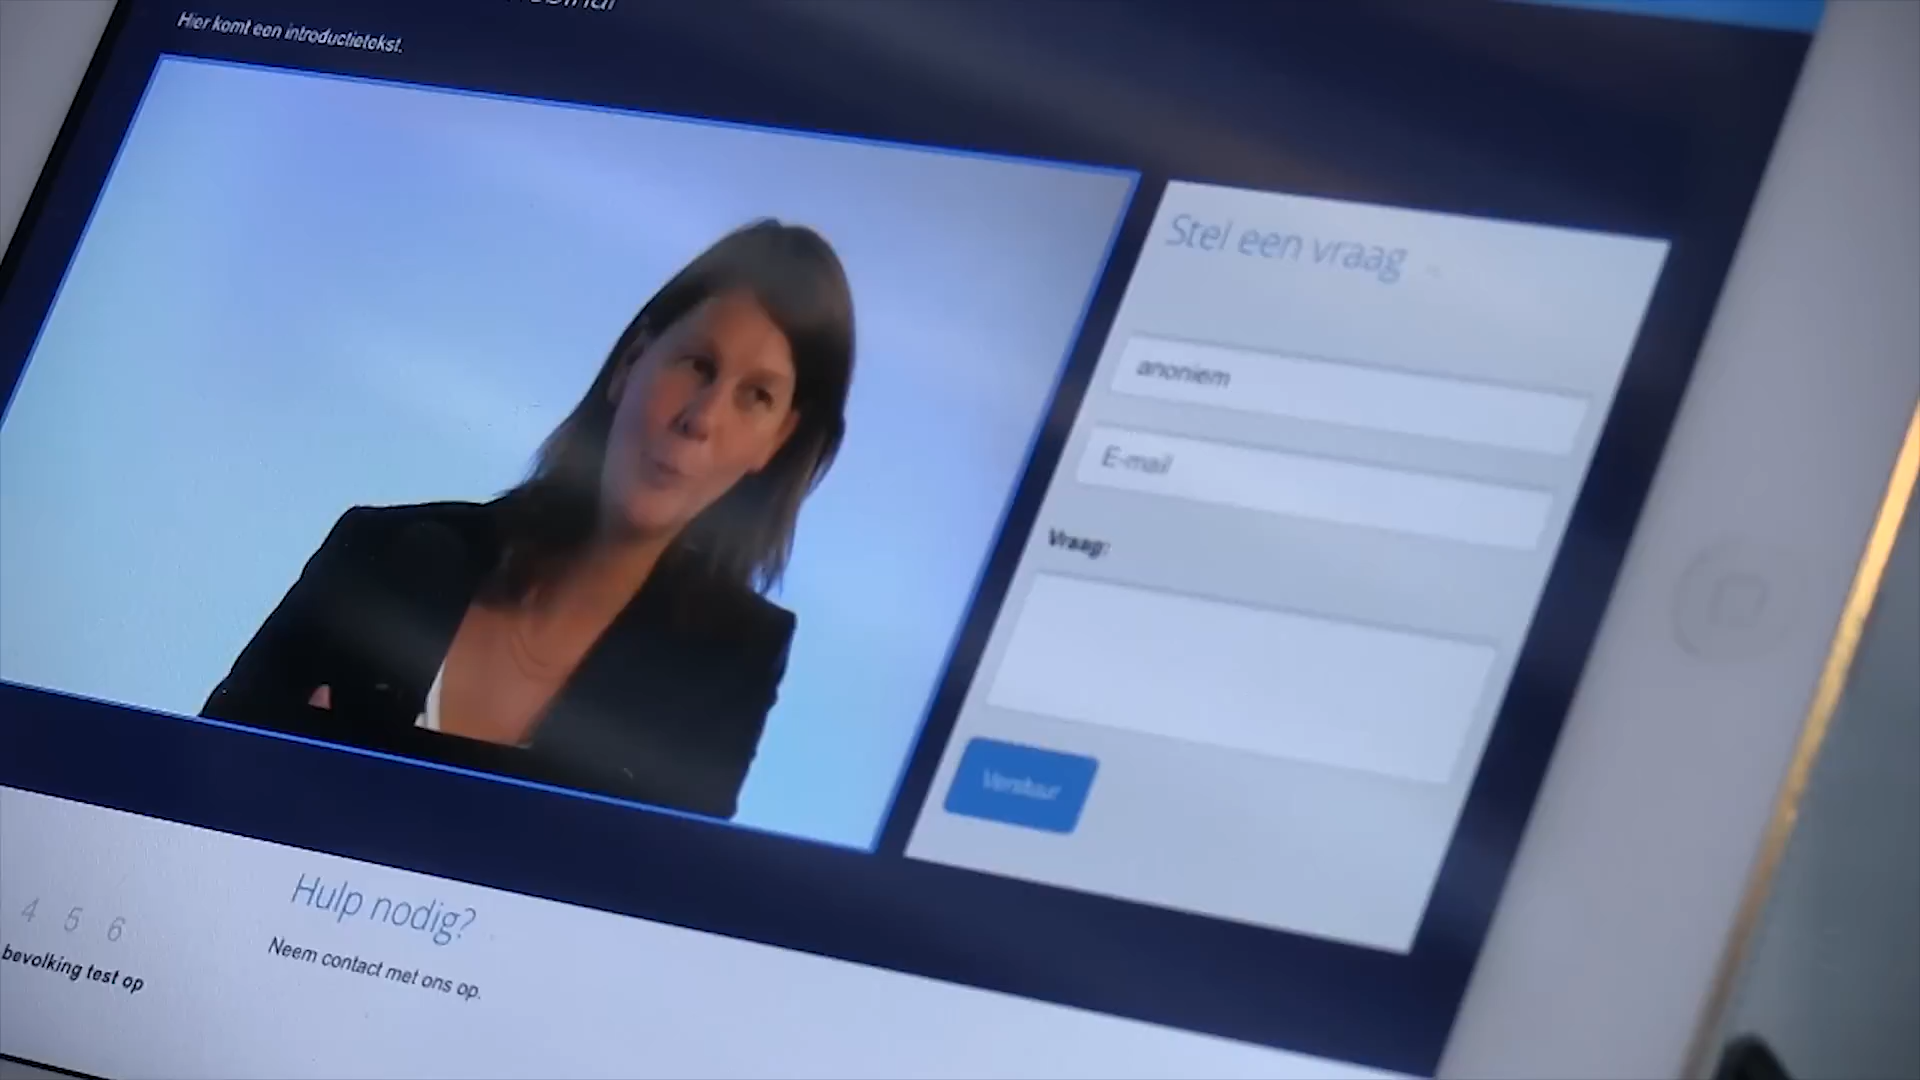 Hier komt een introductietekst.
Stel een vraag
anoniem
E-mail
Vraag:
Verstuur
4 5 6
bevolking test op
Hulp nodig?
Neem contact met ons op.